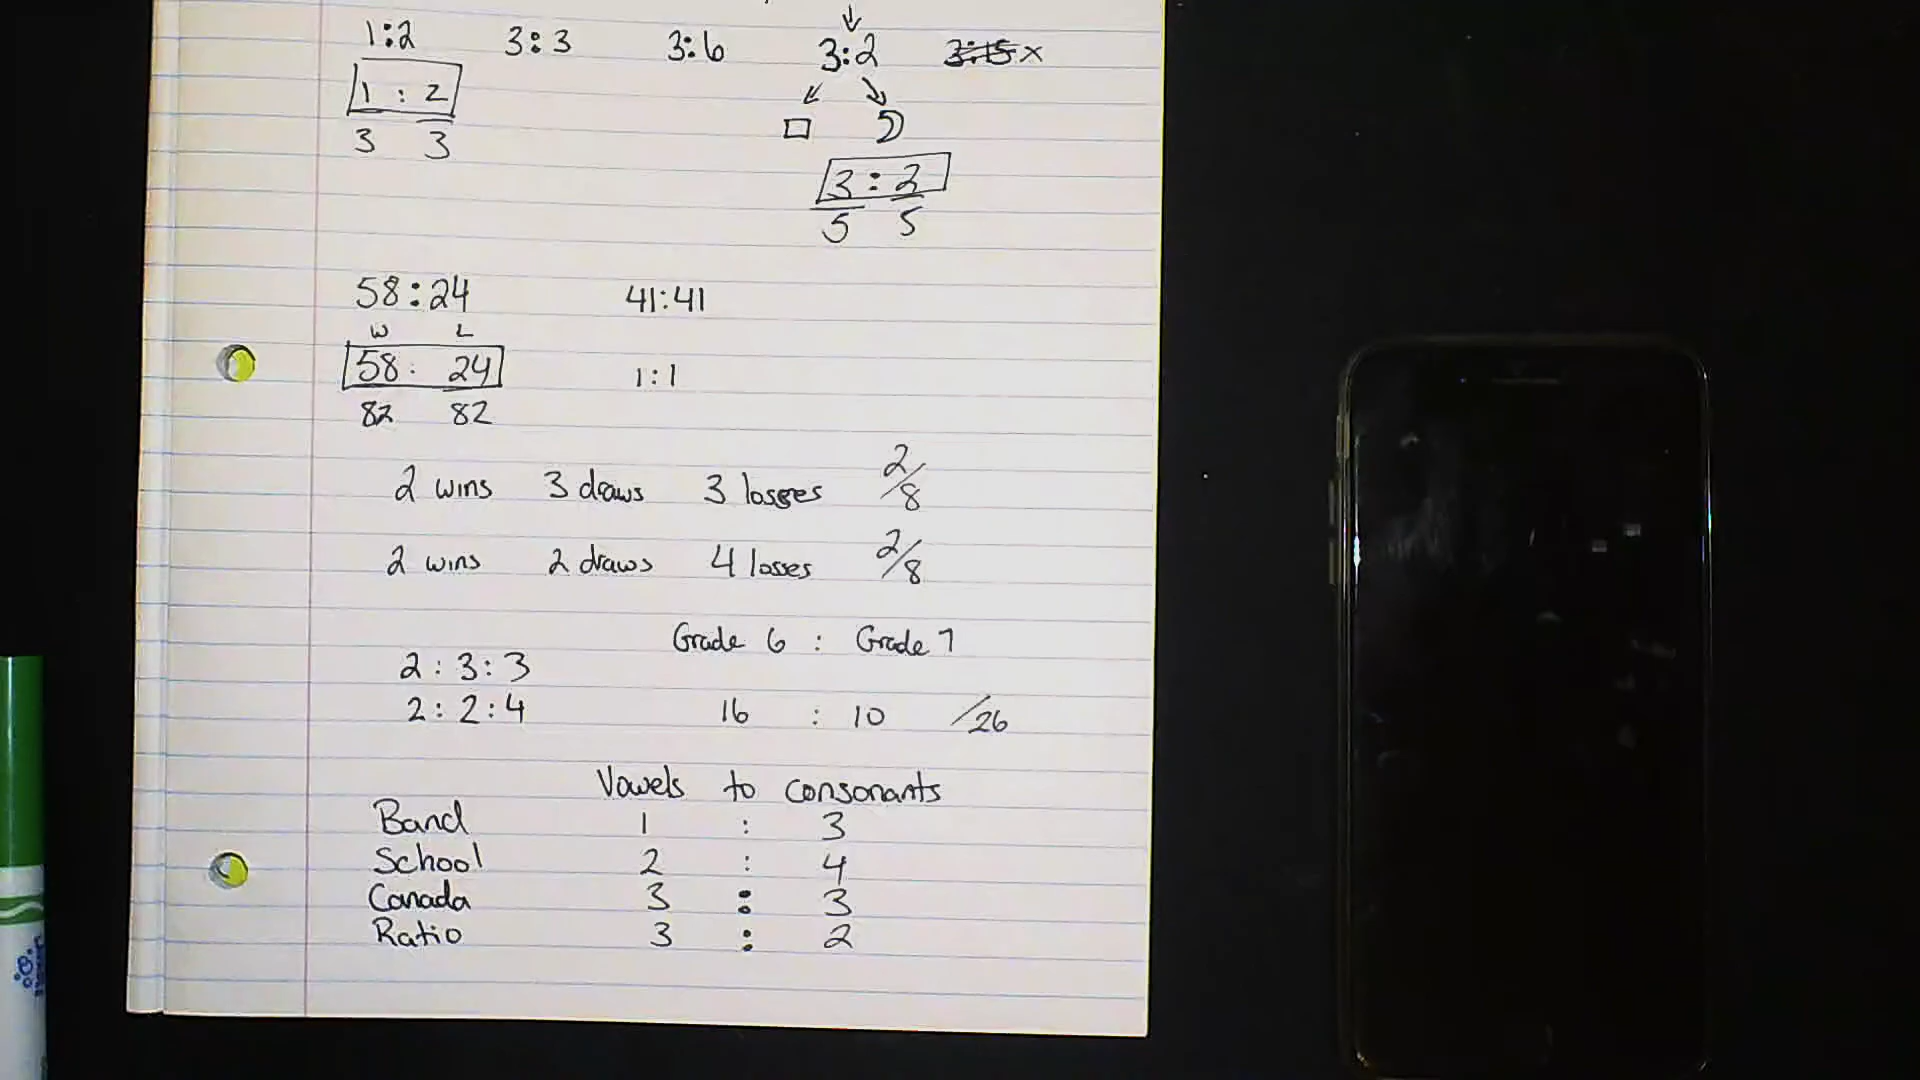 1:2 3:3 3:6 3:2 3:15 x
1 : 2
3 3
3 : 2
5 5
58:24 41:41
W L
58: 24 1:1
82 82
2 wins 3 draws 3 losses 2/8
2 wins 2 draws 4 losses 2/8
Grade 6 : Grade 7
2:3:3
2:2:4 16 : 10 /26
Vowels to consonants
Band 1 : 3
School 2 : 4
Canada 3 : 3
Ratio 3 : 2